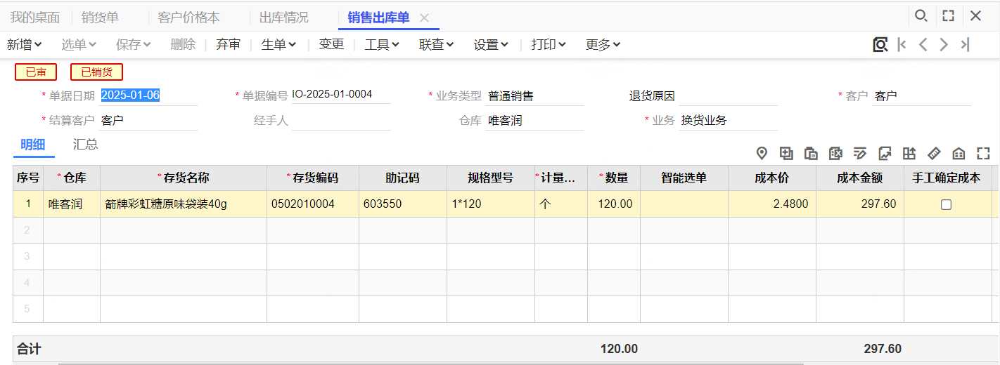 我的桌面 销货单 客户价格本 出库情况 销售出库单
新增 选单 保存 删除 弃审 生单 变更 工具 联查 设置 打印 更多
已审 已销货
* 单据日期 2025-01-06 * 单据编号 IO-2025-01-0004 * 业务类型 普通销售 退货原因 * 客户 客户
* 结算客户 客户 经手人 仓库 唯客润 * 业务 换货业务
明细 汇总
序号 * 仓库 * 存货名称 * 存货编码 助记码 规格型号 * 计量... * 数量 智能选单 成本价 成本金额 手工确定成本
1 唯客润 箭牌彩虹糖原味袋装40g 0502010004 603550 1*120 个 120.00 2.4800 297.60
2
3
4
5
合计 120.00 297.60